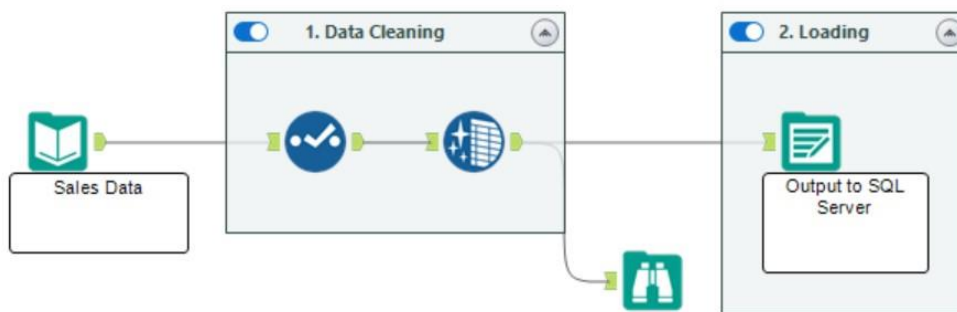 1. Data Cleaning
2. Loading
Sales Data
Output to SQL
Server